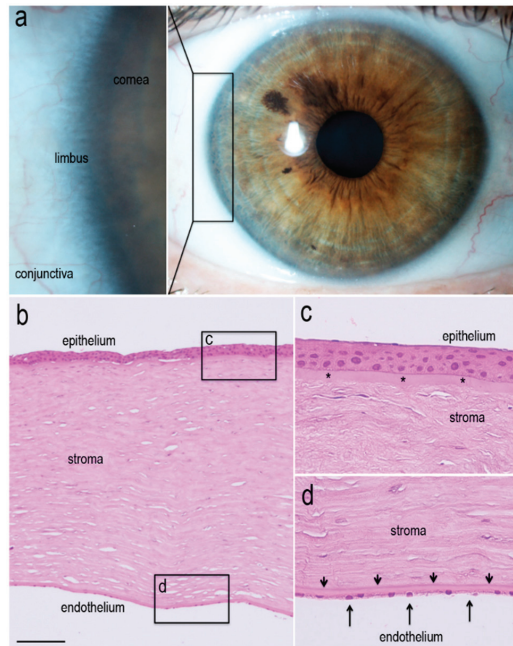 a
cornea
limbus
conjunctiva
b
epithelium
c
stroma
d
endothelium
c
epithelium
* * *
stroma
d
stroma
endothelium